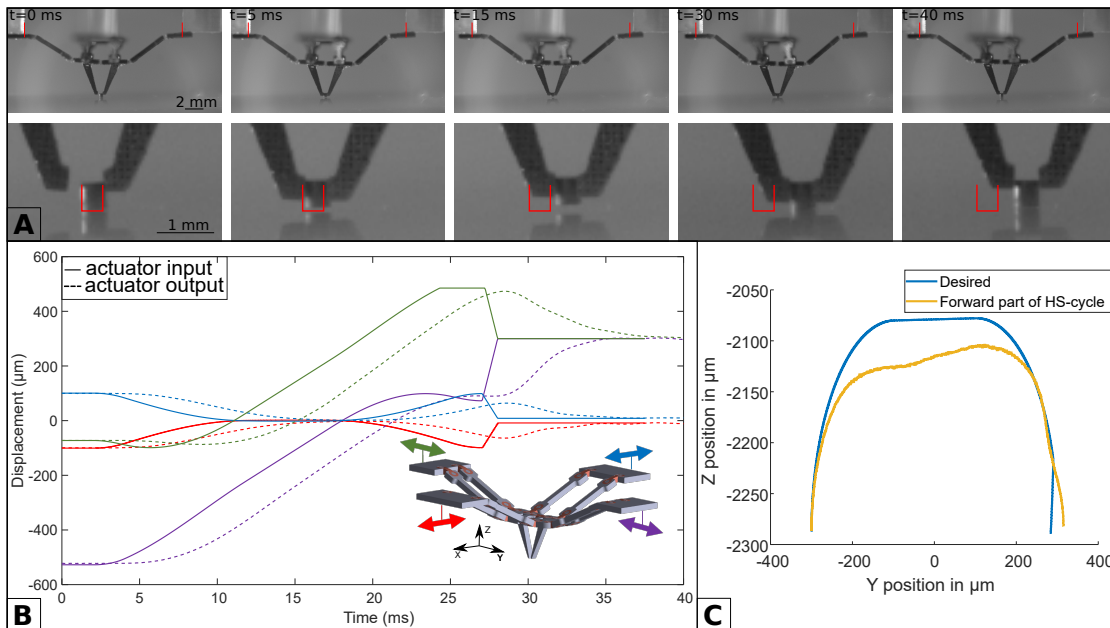 t=0 ms
t=5 ms
t=15 ms
t=30 ms
t=40 ms
2 mm
1 mm
A
600
400
200
0
-200
-400
-600
Displacement (µm)
actuator input
actuator output
Z
X
Y
0
5
10
15
20
25
30
35
40
Time (ms)
B
-2050
-2100
-2150
-2200
-2250
-2300
Z position in µm
Desired
Forward part of HS-cycle
-400
-200
0
200
400
Y position in µm
C